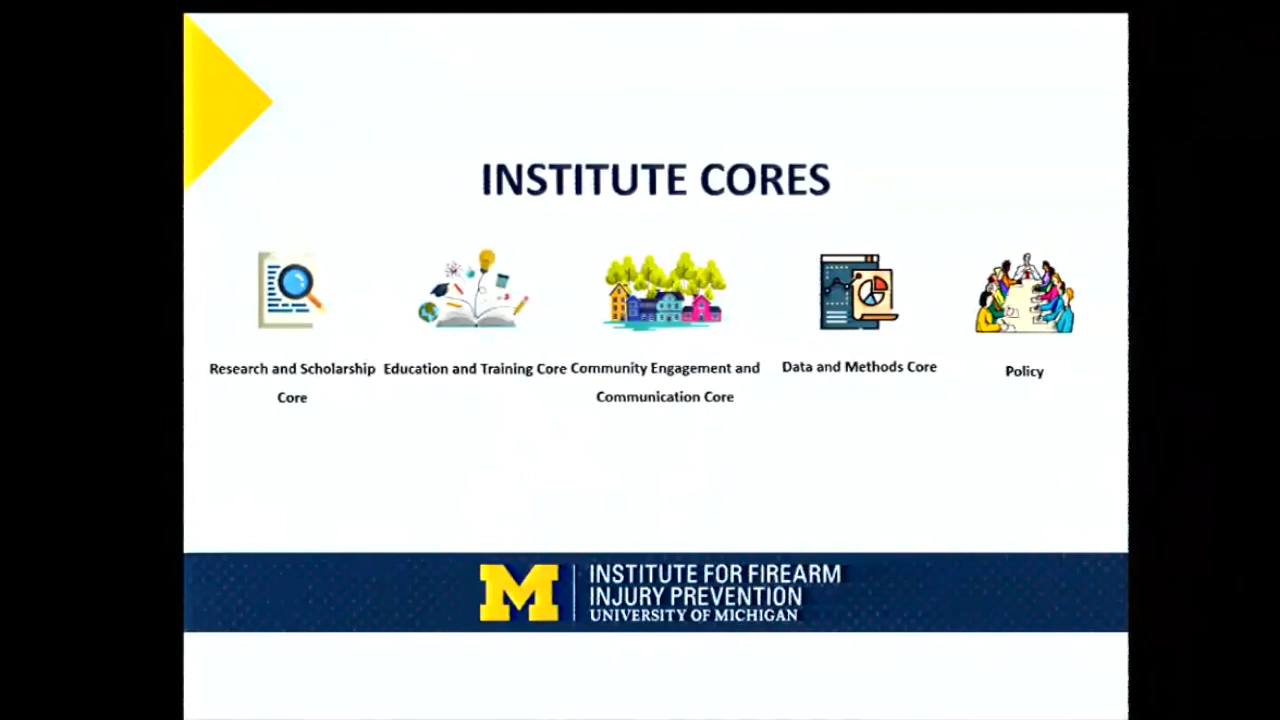 INSTITUTE CORES
Research and Scholarship
Core
Education and Training Core
Community Engagement and
Communication Core
Data and Methods Core
Policy
M
INSTITUTE FOR FIREARM
INJURY PREVENTION
UNIVERSITY OF MICHIGAN